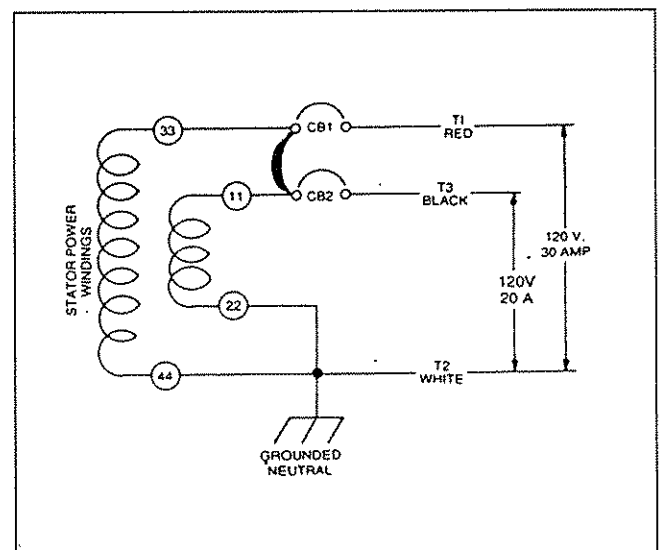 33
CB1
T1
RED
11
CB2
T3
BLACK
STATOR POWER
WINDINGS
120 V.
30 AMP
120V
20 A
22
44
T2
WHITE
GROUNDED
NEUTRAL